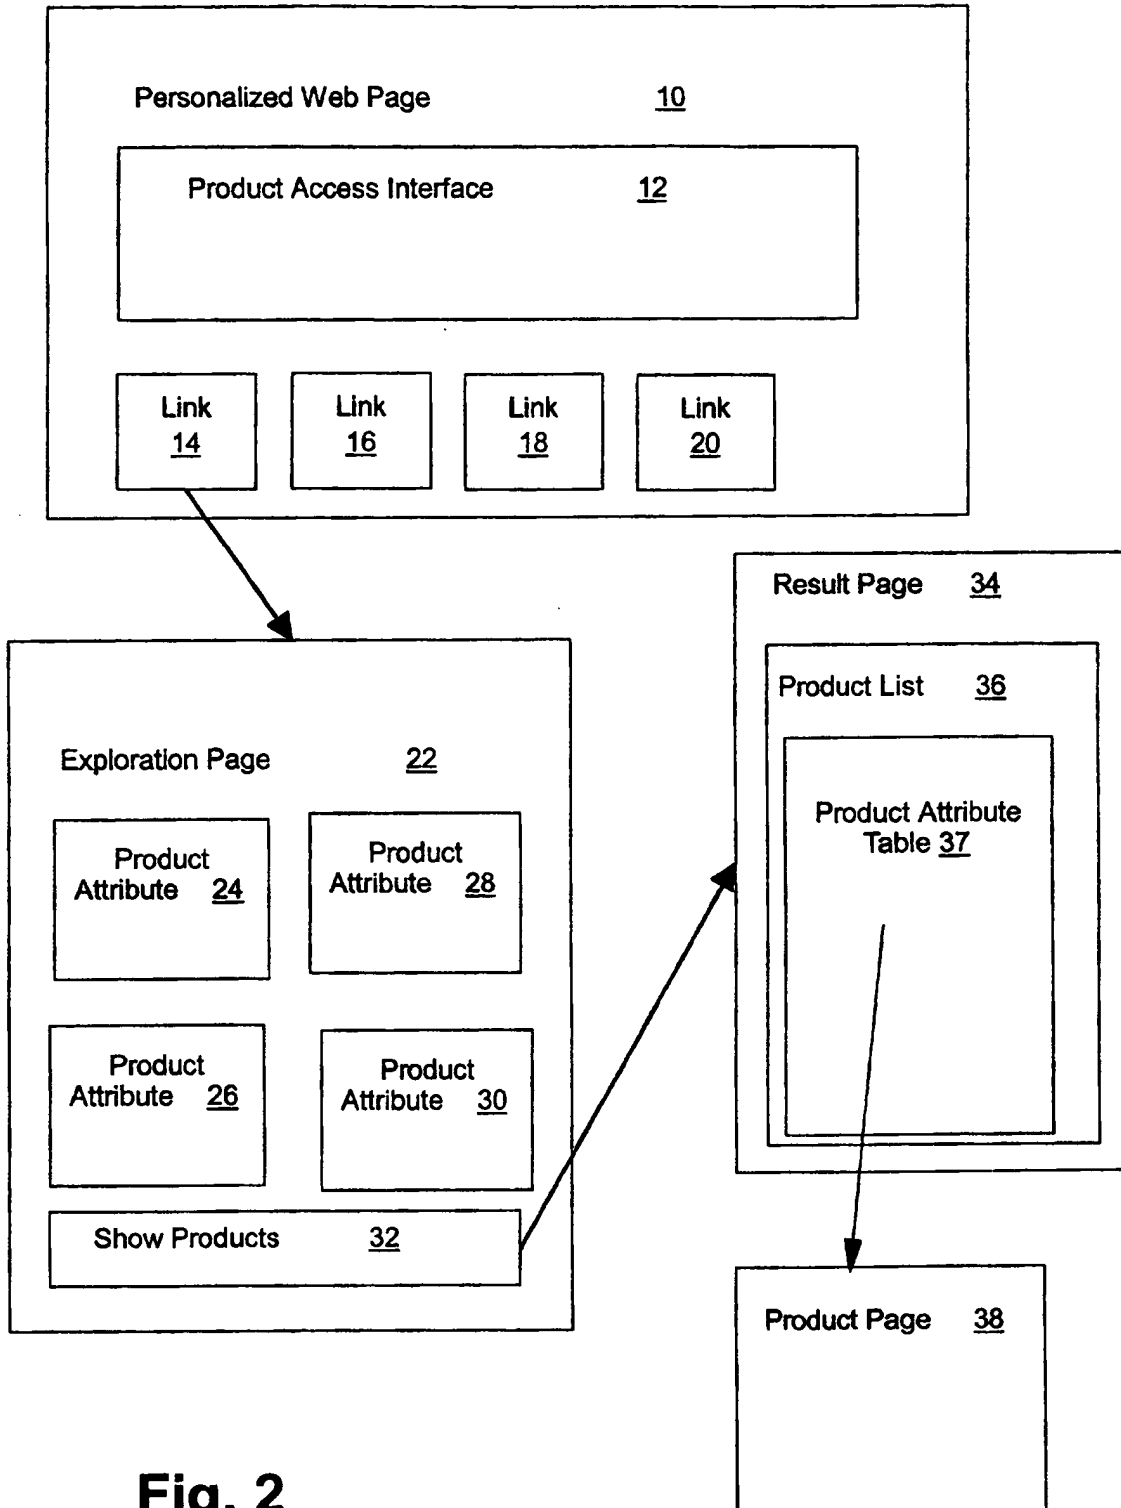 Personalized Web Page 10
Product Access Interface 12
Link
14
Link
16
Link
18
Link
20
Result Page 34
Product List 36
Product Attribute
Table 37
Exploration Page 22
Product
Attribute 24
Product
Attribute 28
Product
Attribute 26
Product
Attribute 30
Show Products 32
Product Page 38
Fig. 2